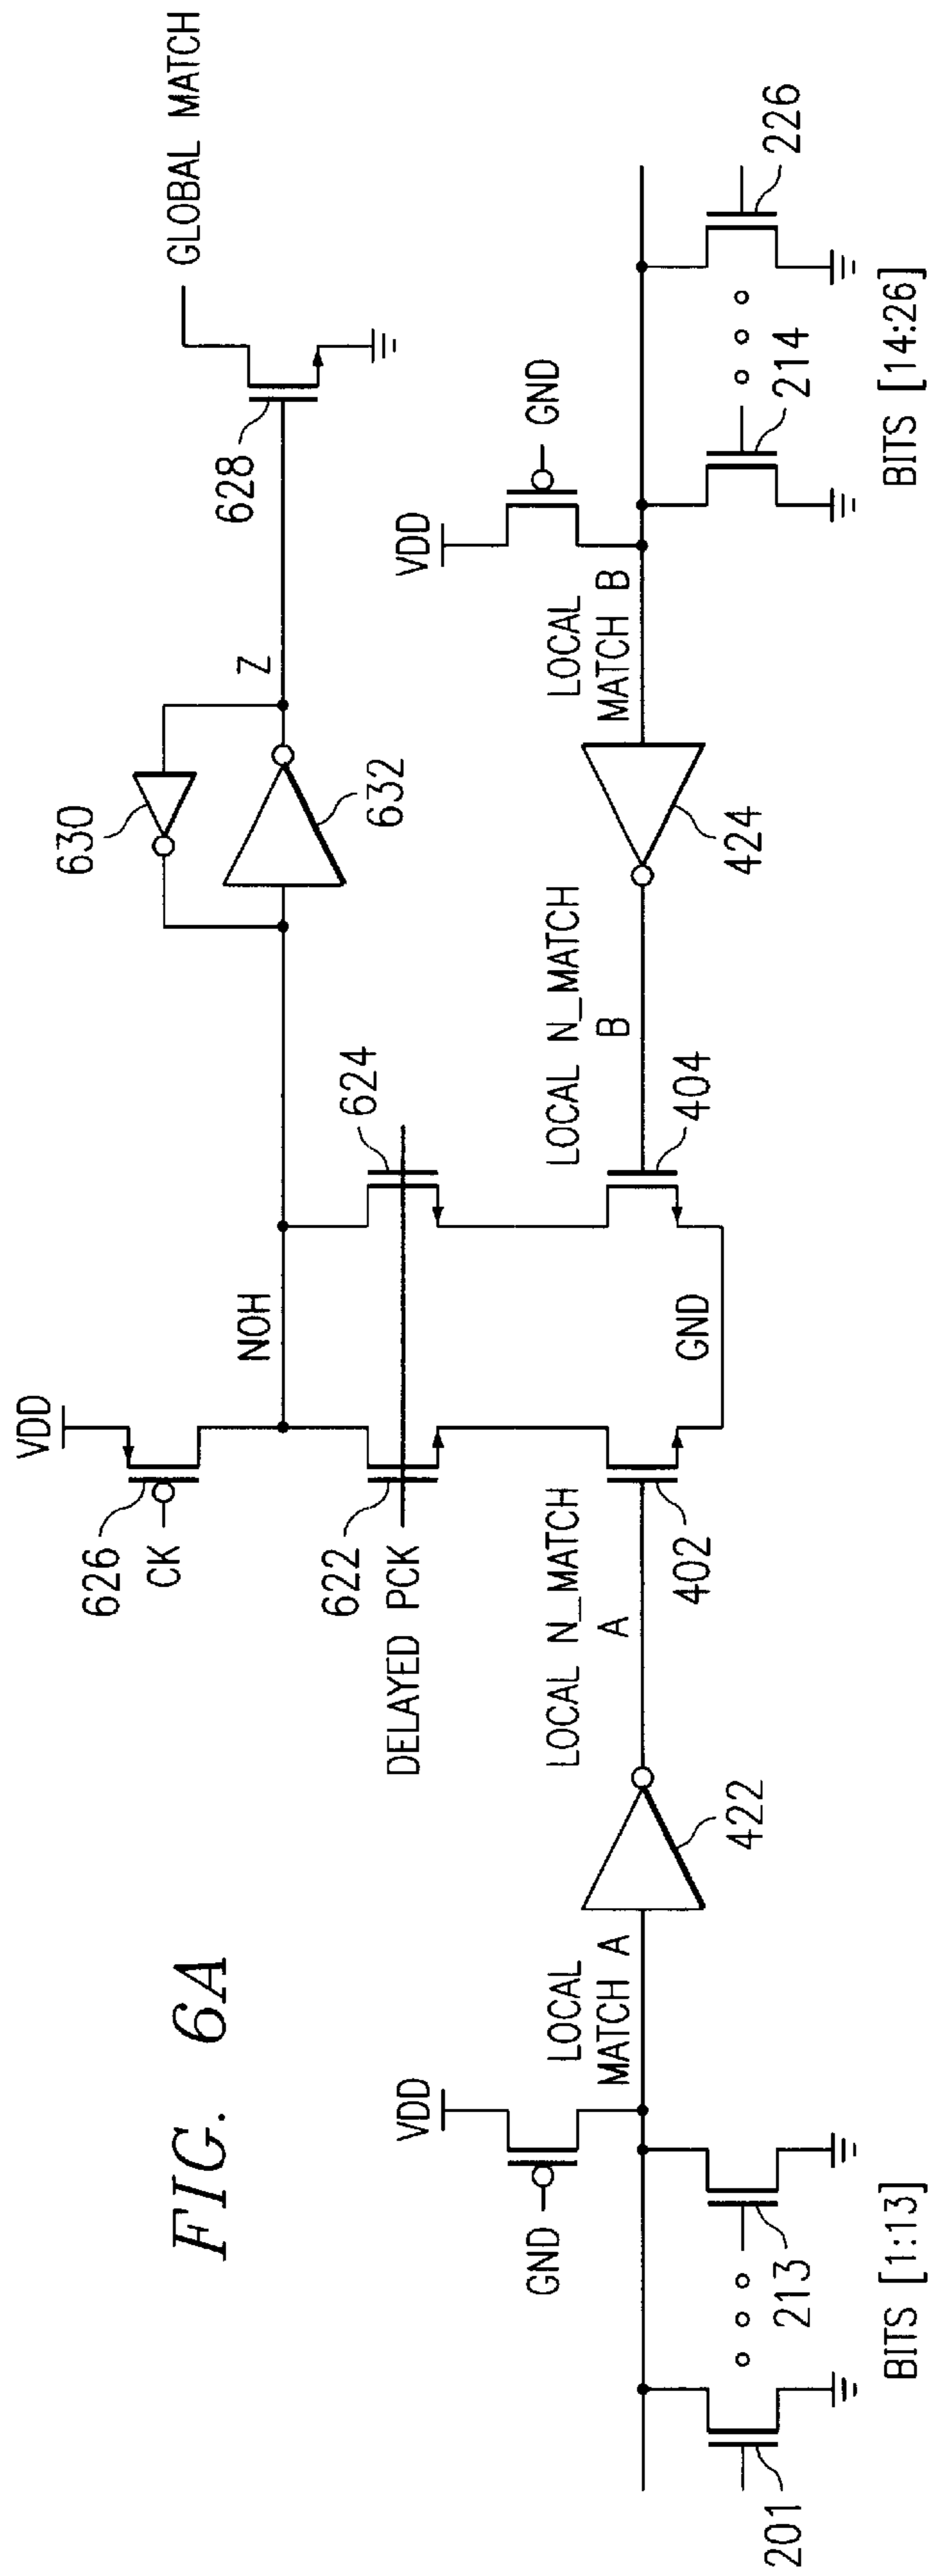 FIG. 6A
VDD
626
CK
NOH
630
632
Z
628
GLOBAL MATCH
622
DELAYED PCK
624
VDD
GND
LOCAL
MATCH A
422
LOCAL N_MATCH
A
402
GND
LOCAL N_MATCH
B
404
424
LOCAL
MATCH B
VDD
GND
201
213
BITS [1:13]
214
226
BITS [14:26]